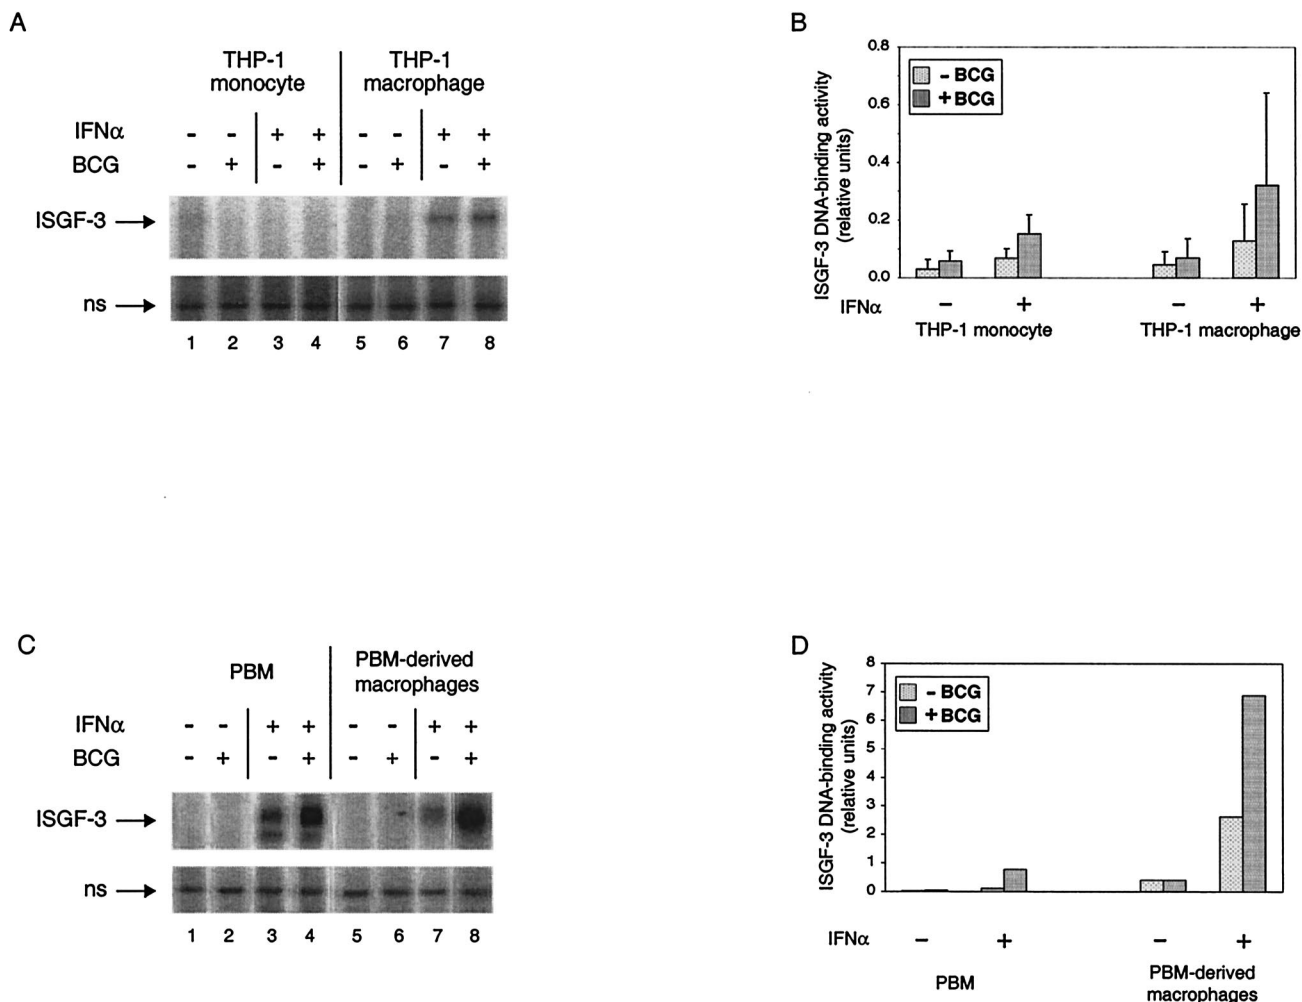 A
THP-1 monocyte
THP-1 macrophage
IFNα - - + + - - + +
BCG - + - + - + - +
ISGF-3
ns
1 2 3 4 5 6 7 8
B
ISGF-3 DNA-binding activity
(relative units)
0.8
0.6
0.4
0.2
0.0
- BCG
+ BCG
IFNα - + - +
THP-1 monocyte THP-1 macrophage
C
PBM
PBM-derived macrophages
IFNα - - + + - - + +
BCG - + - + - + - +
ISGF-3
ns
1 2 3 4 5 6 7 8
D
ISGF-3 DNA-binding activity
(relative units)
8
7
6
5
4
3
2
1
0
- BCG
+ BCG
IFNα - + - +
PBM
PBM-derived
macrophages